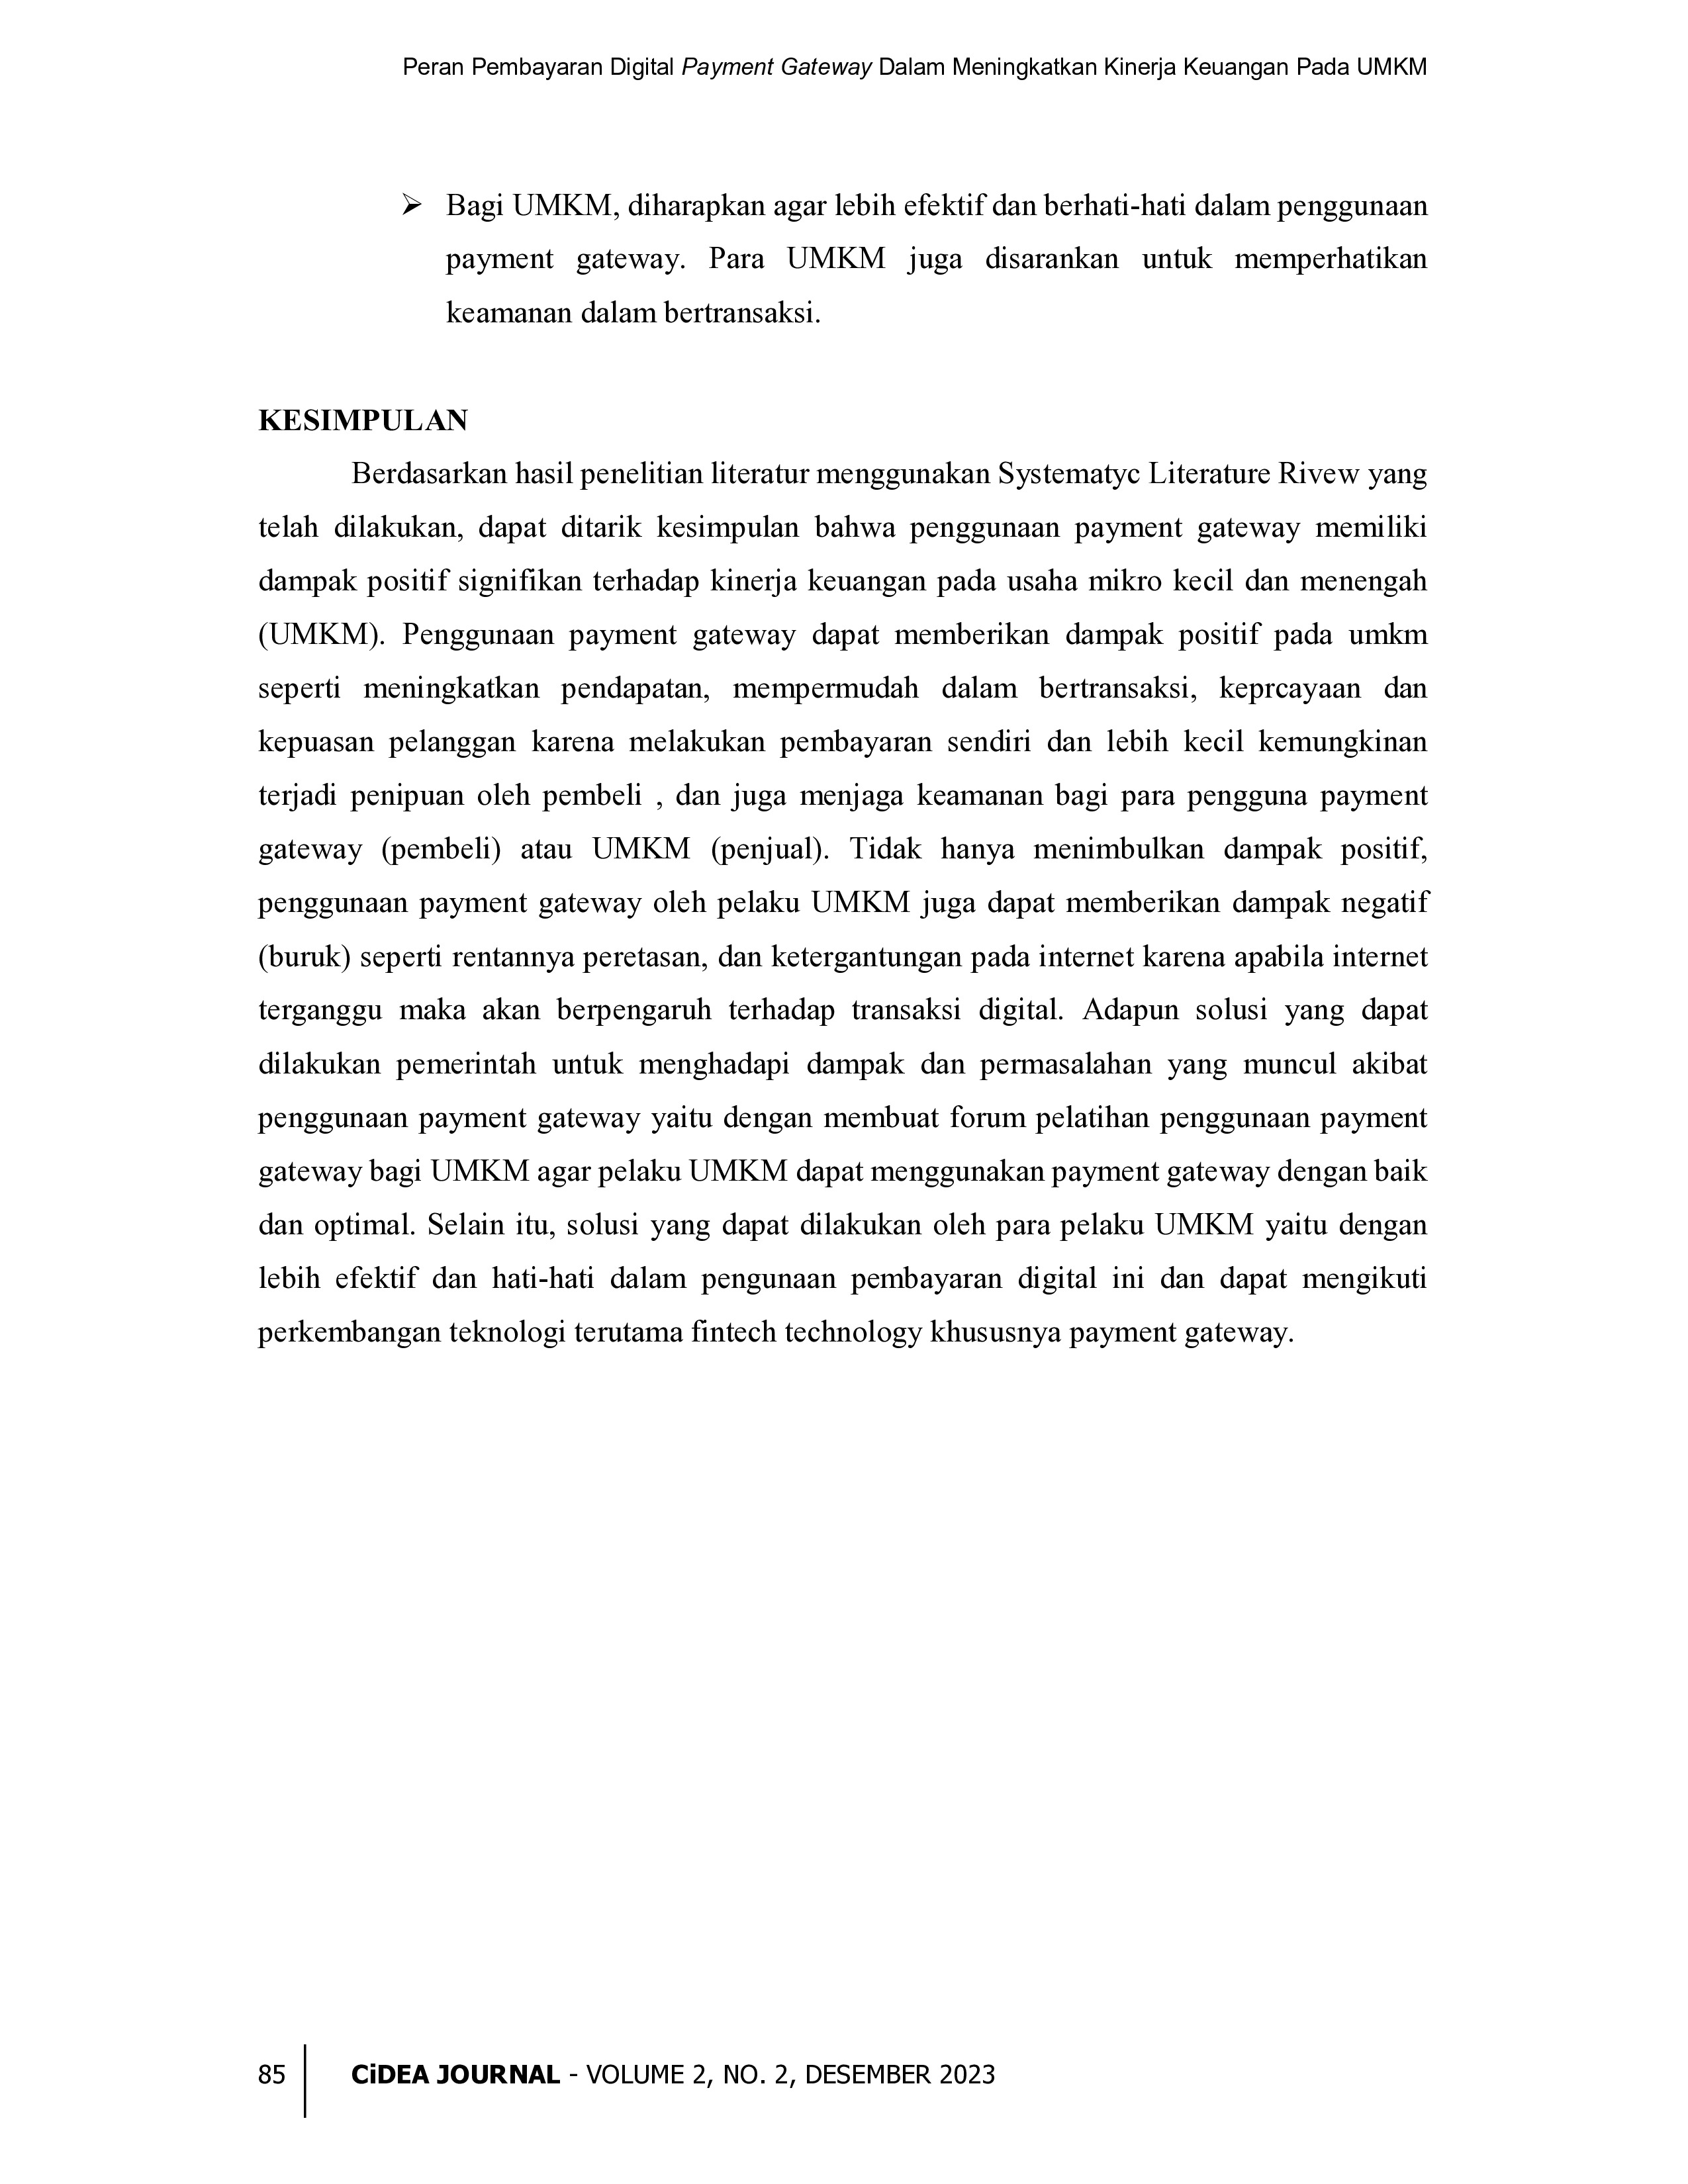 Peran Pembayaran Digital Payment Gateway Dalam Meningkatkan Kinerja Keuangan Pada UMKM
➢ Bagi UMKM, diharapkan agar lebih efektif dan berhati-hati dalam penggunaan
payment gateway. Para UMKM juga disarankan untuk memperhatikan
keamanan dalam bertransaksi.
KESIMPULAN
Berdasarkan hasil penelitian literatur menggunakan Systematyc Literature Rivew yang
telah dilakukan, dapat ditarik kesimpulan bahwa penggunaan payment gateway memiliki
dampak positif signifikan terhadap kinerja keuangan pada usaha mikro kecil dan menengah
(UMKM). Penggunaan payment gateway dapat memberikan dampak positif pada umkm
seperti meningkatkan pendapatan, mempermudah dalam bertransaksi, keprcayaan dan
kepuasan pelanggan karena melakukan pembayaran sendiri dan lebih kecil kemungkinan
terjadi penipuan oleh pembeli , dan juga menjaga keamanan bagi para pengguna payment
gateway (pembeli) atau UMKM (penjual). Tidak hanya menimbulkan dampak positif,
penggunaan payment gateway oleh pelaku UMKM juga dapat memberikan dampak negatif
(buruk) seperti rentannya peretasan, dan ketergantungan pada internet karena apabila internet
terganggu maka akan berpengaruh terhadap transaksi digital. Adapun solusi yang dapat
dilakukan pemerintah untuk menghadapi dampak dan permasalahan yang muncul akibat
penggunaan payment gateway yaitu dengan membuat forum pelatihan penggunaan payment
gateway bagi UMKM agar pelaku UMKM dapat menggunakan payment gateway dengan baik
dan optimal. Selain itu, solusi yang dapat dilakukan oleh para pelaku UMKM yaitu dengan
lebih efektif dan hati-hati dalam pengunaan pembayaran digital ini dan dapat mengikuti
perkembangan teknologi terutama fintech technology khususnya payment gateway.
85 CiDEA JOURNAL - VOLUME 2, NO. 2, DESEMBER 2023